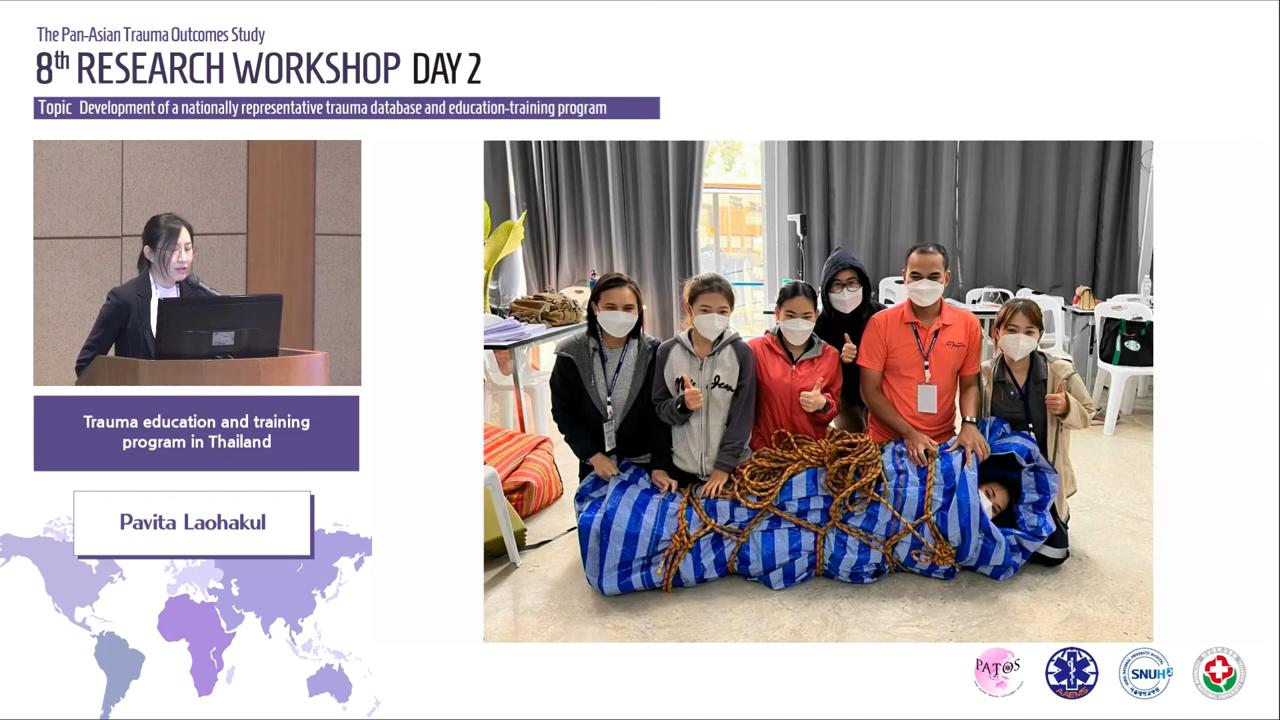 The Pan-Asian Trauma Outcomes Study
8th RESEARCH WORKSHOP DAY 2
Topic Development of a nationally representative trauma database and education-training program
Trauma education and training
program in Thailand
Pavita Laohakul
PATOS
AAEMS
SNUH